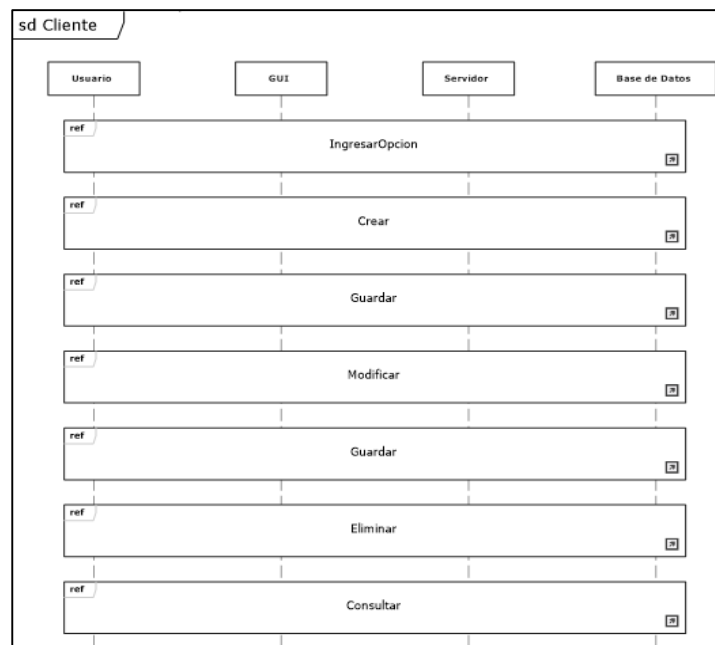 sd Cliente
Usuario GUI Servidor Base de Datos
ref
IngresarOpcion
ref
Crear
ref
Guardar
ref
Modificar
ref
Guardar
ref
Eliminar
ref
Consultar